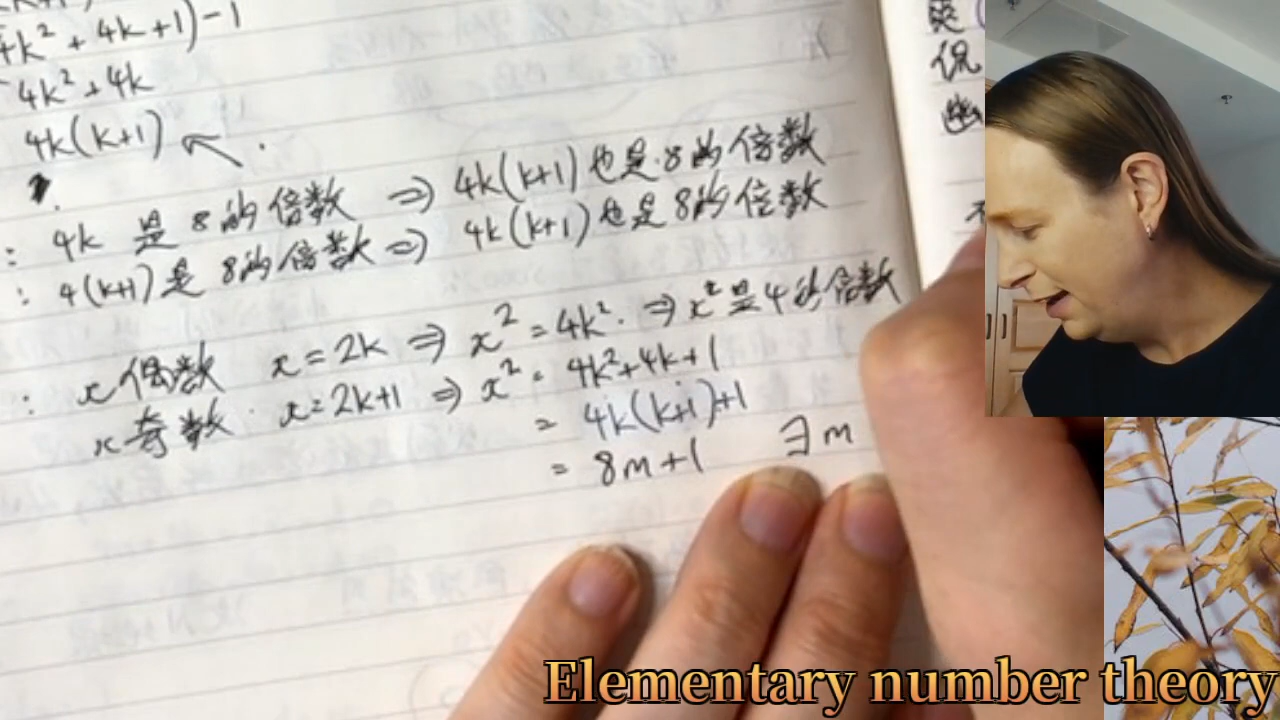 4k² + 4k + 1) - 1
4k² + 4k
4k(k+1)
: 4k 是 8的倍数 ⇒ 4k(k+1) 也是 8的倍数
: 4(k+1)是 8的倍数 ⇒ 4k(k+1) 也是 8的倍数
: x 偶数 x = 2k ⇒ x² = 4k². ⇒ x² 是 4的倍数
x 奇数 x = 2k+1 ⇒ x² = 4k²+4k+1
= 4k(k+1)+1
= 8m+1 ∃m
侃
幽
Elementary number theory